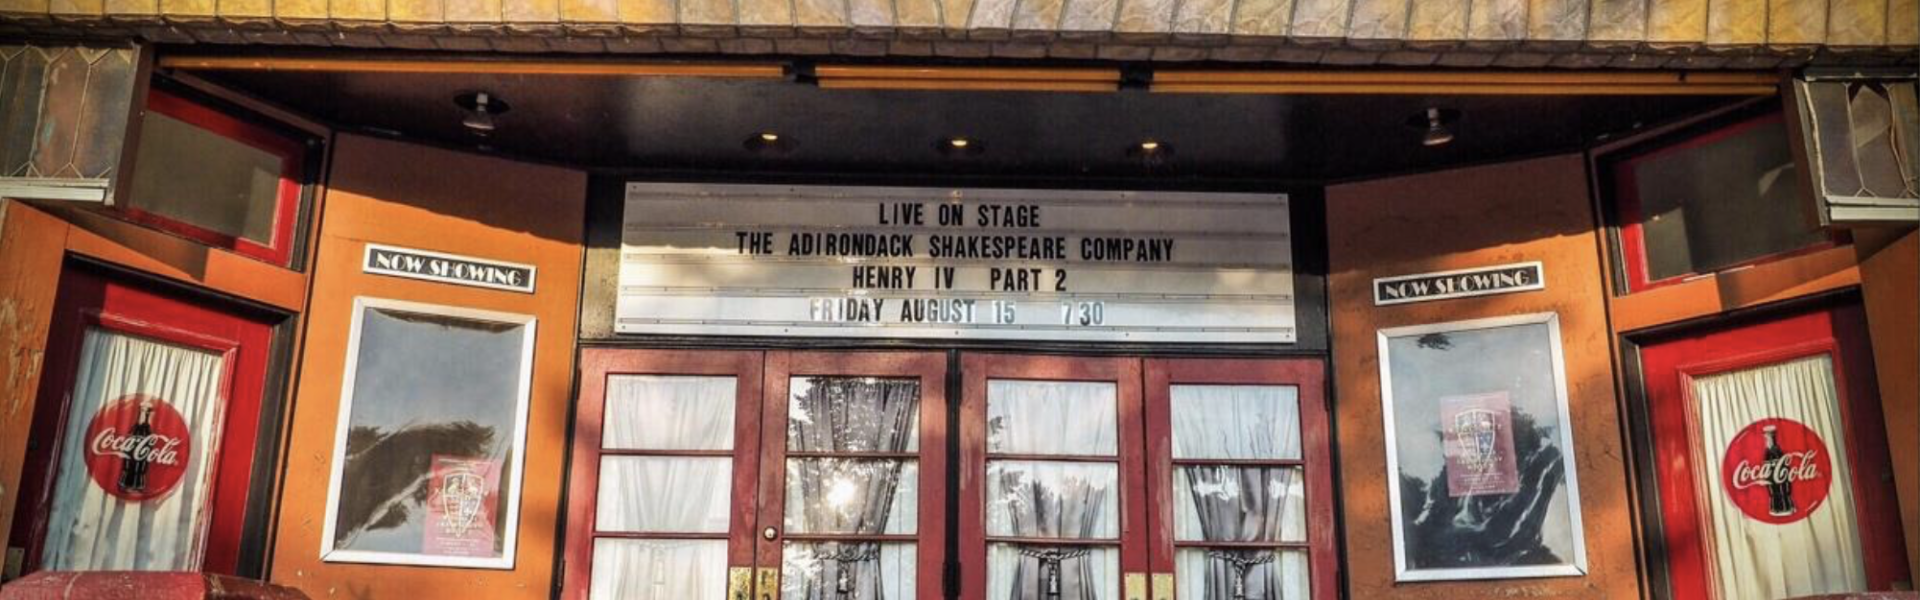 LIVE ON STAGE
THE ADIRONDACK SHAKESPEARE COMPANY
HENRY IV PART 2
FRIDAY AUGUST 15 7 30
NOW SHOWING
NOW SHOWING
Coca-Cola
Coca-Cola